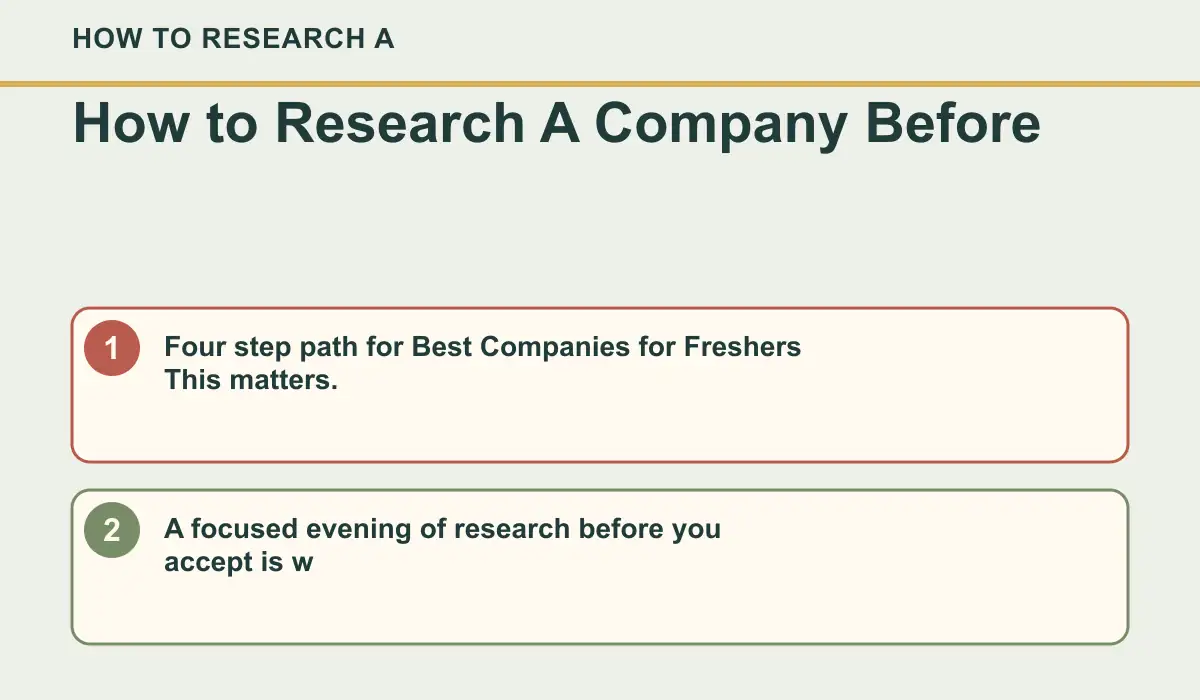 HOW TO RESEARCH A
How to Research A Company Before
1
Four step path for Best Companies for Freshers
This matters.
2
A focused evening of research before you
accept is w